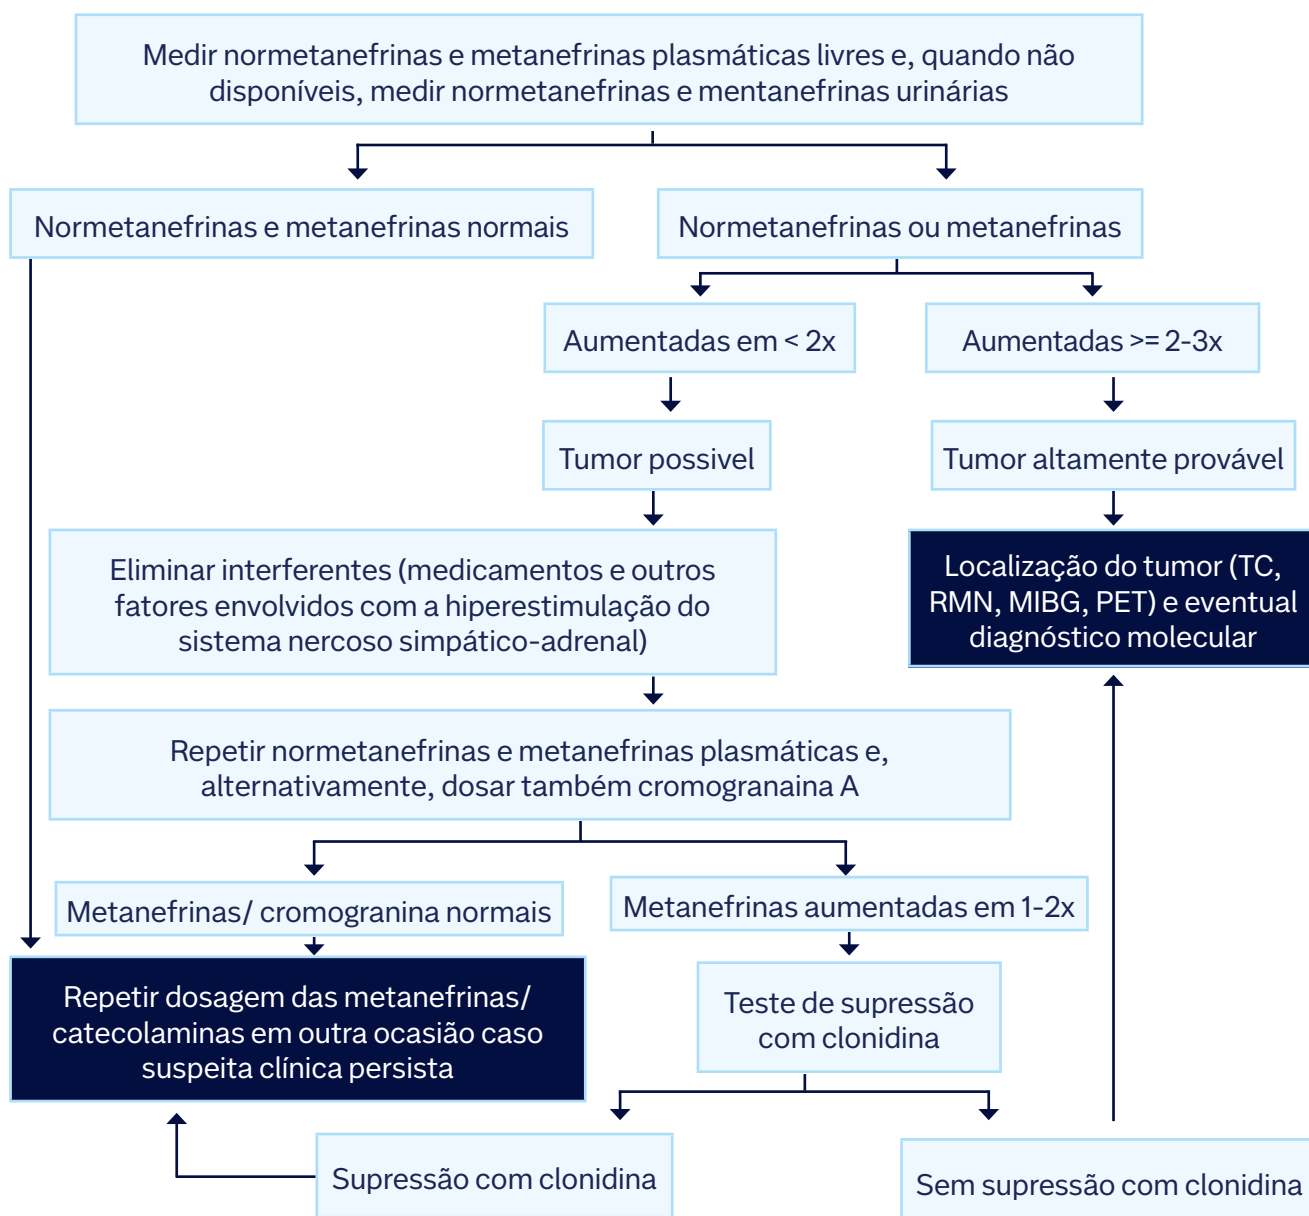 Medir normetanefrinas e metanefrinas plasmáticas livres e, quando não
disponíveis, medir normetanefrinas e mentanefrinas urinárias
Normetanefrinas e metanefrinas normais
Normetanefrinas ou metanefrinas
Aumentadas em < 2x
Aumentadas >= 2-3x
Tumor possivel
Tumor altamente provável
Eliminar interferentes (medicamentos e outros
fatores envolvidos com a hiperestimulação do
sistema nercoso simpático-adrenal)
Localização do tumor (TC,
RMN, MIBG, PET) e eventual
diagnóstico molecular
Repetir normetanefrinas e metanefrinas plasmáticas e,
alternativamente, dosar também cromogranaina A
Metanefrinas/ cromogranina normais
Metanefrinas aumentadas em 1-2x
Repetir dosagem das metanefrinas/
catecolaminas em outra ocasião caso
suspeita clínica persista
Teste de supressão
com clonidina
Supressão com clonidina
Sem supressão com clonidina